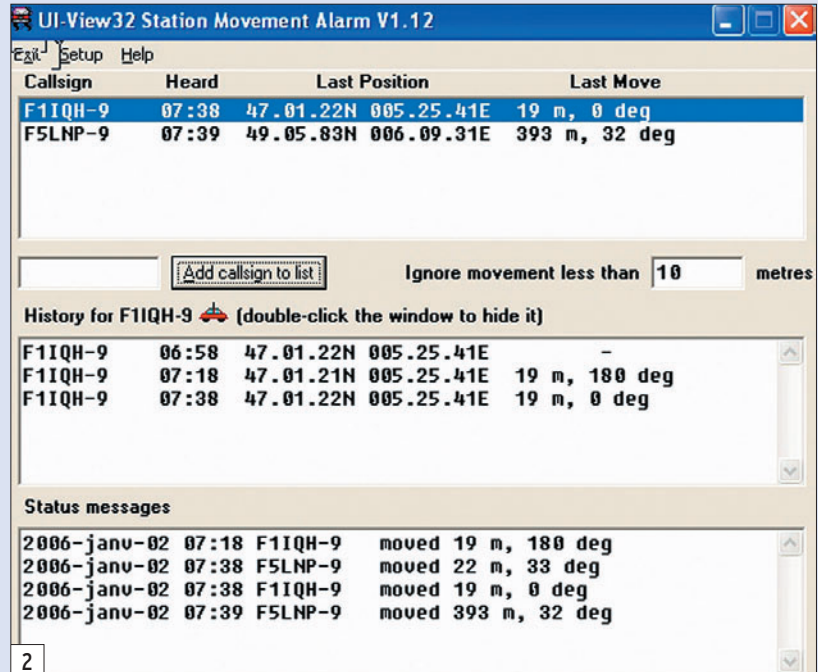 UI-View32 Station Movement Alarm V1.12
Exit Setup Help
Callsign Heard Last Position Last Move
F1IQH-9 07:38 47.01.22N 005.25.41E 19 m, 0 deg
F5LNP-9 07:39 49.05.83N 006.09.31E 393 m, 32 deg
Add callsign to list Ignore movement less than 10 metres
History for F1IQH-9 (double-click the window to hide it)
F1IQH-9 06:58 47.01.22N 005.25.41E -
F1IQH-9 07:18 47.01.21N 005.25.41E 19 m, 180 deg
F1IQH-9 07:38 47.01.22N 005.25.41E 19 m, 0 deg
Status messages
2006-janv-02 07:18 F1IQH-9 moved 19 m, 180 deg
2006-janv-02 07:38 F5LNP-9 moved 22 m, 33 deg
2006-janv-02 07:38 F1IQH-9 moved 19 m, 0 deg
2006-janv-02 07:39 F5LNP-9 moved 393 m, 32 deg
2